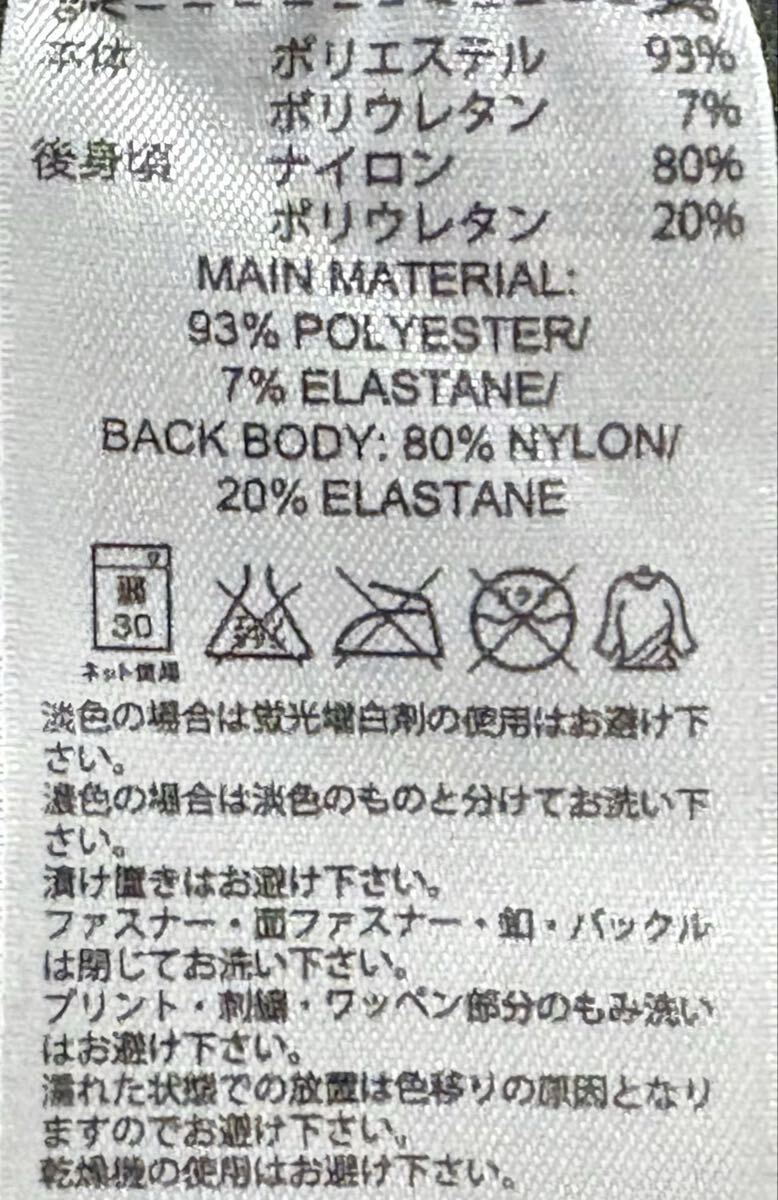 本体 ポリエステル 93%
ポリウレタン 7%
後身頃 ナイロン 80%
ポリウレタン 20%
MAIN MATERIAL:
93% POLYESTER/
7% ELASTANE/
BACK BODY: 80% NYLON/
20% ELASTANE
弱
30
ネット使用
エンソ
サラシ
ドライ
淡色の場合は蛍光増白剤の使用はお避け下
さい。
濃色の場合は淡色のものと分けてお洗い下
さい。
漬け置きはお避け下さい。
ファスナー・面ファスナー・釦・バックル
は閉じてお洗い下さい。
プリント・刺繍・ワッペン部分のもみ洗い
はお避け下さい。
濡れた状態での放置は色移りの原因となり
ますのでお避け下さい。
乾燥機の使用はお避け下さい。